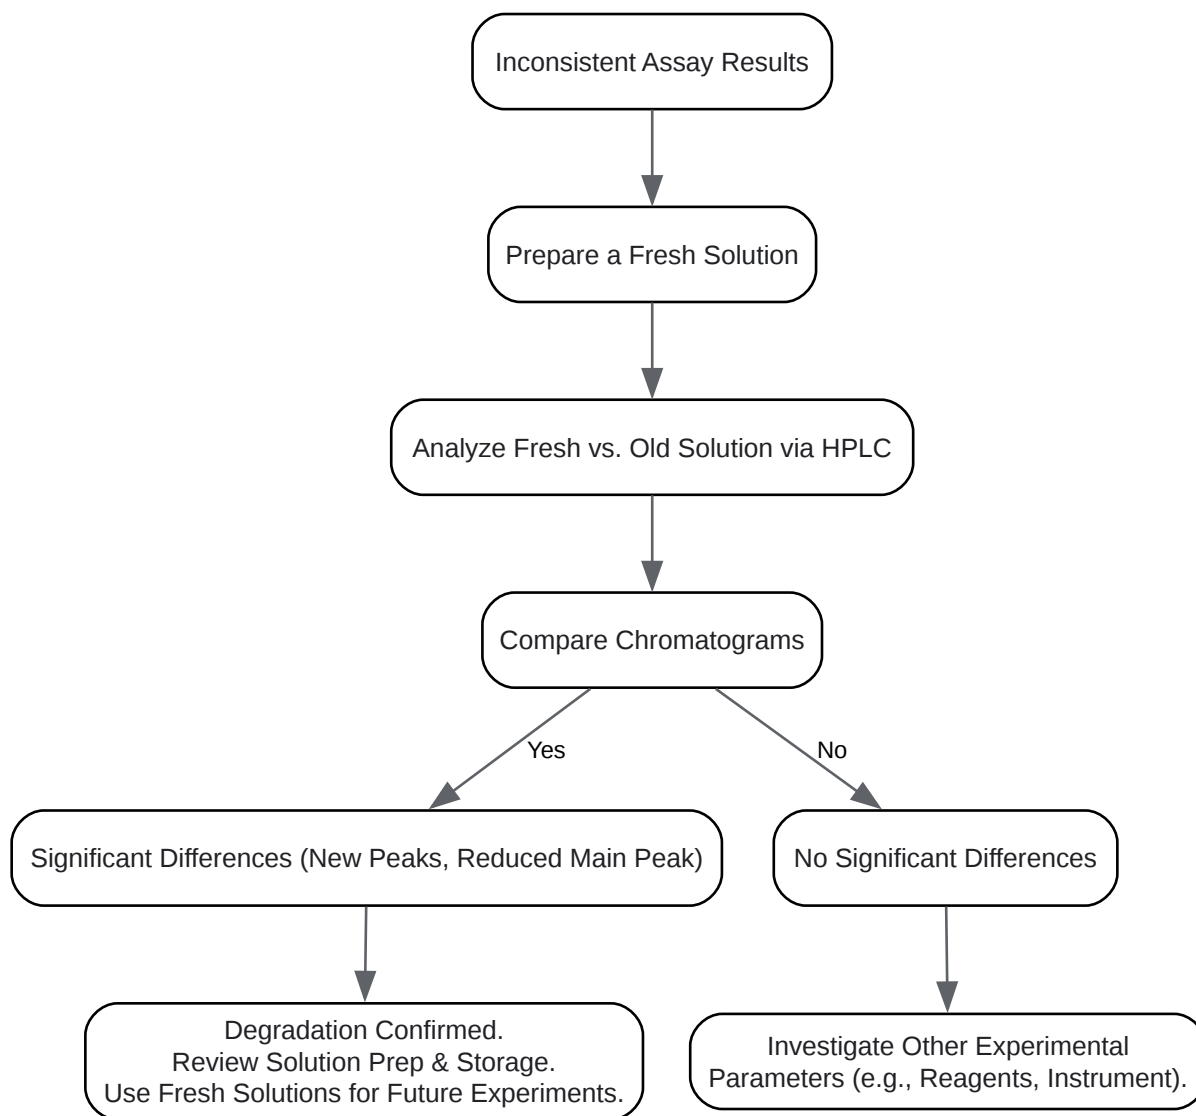 Inconsistent Assay Results
Prepare a Fresh Solution
Analyze Fresh vs. Old Solution via HPLC
Compare Chromatograms
Yes
No
Significant Differences (New Peaks, Reduced Main Peak)
No Significant Differences
Degradation Confirmed.
Review Solution Prep & Storage.
Use Fresh Solutions for Future Experiments.
Investigate Other Experimental
Parameters (e.g., Reagents, Instrument).